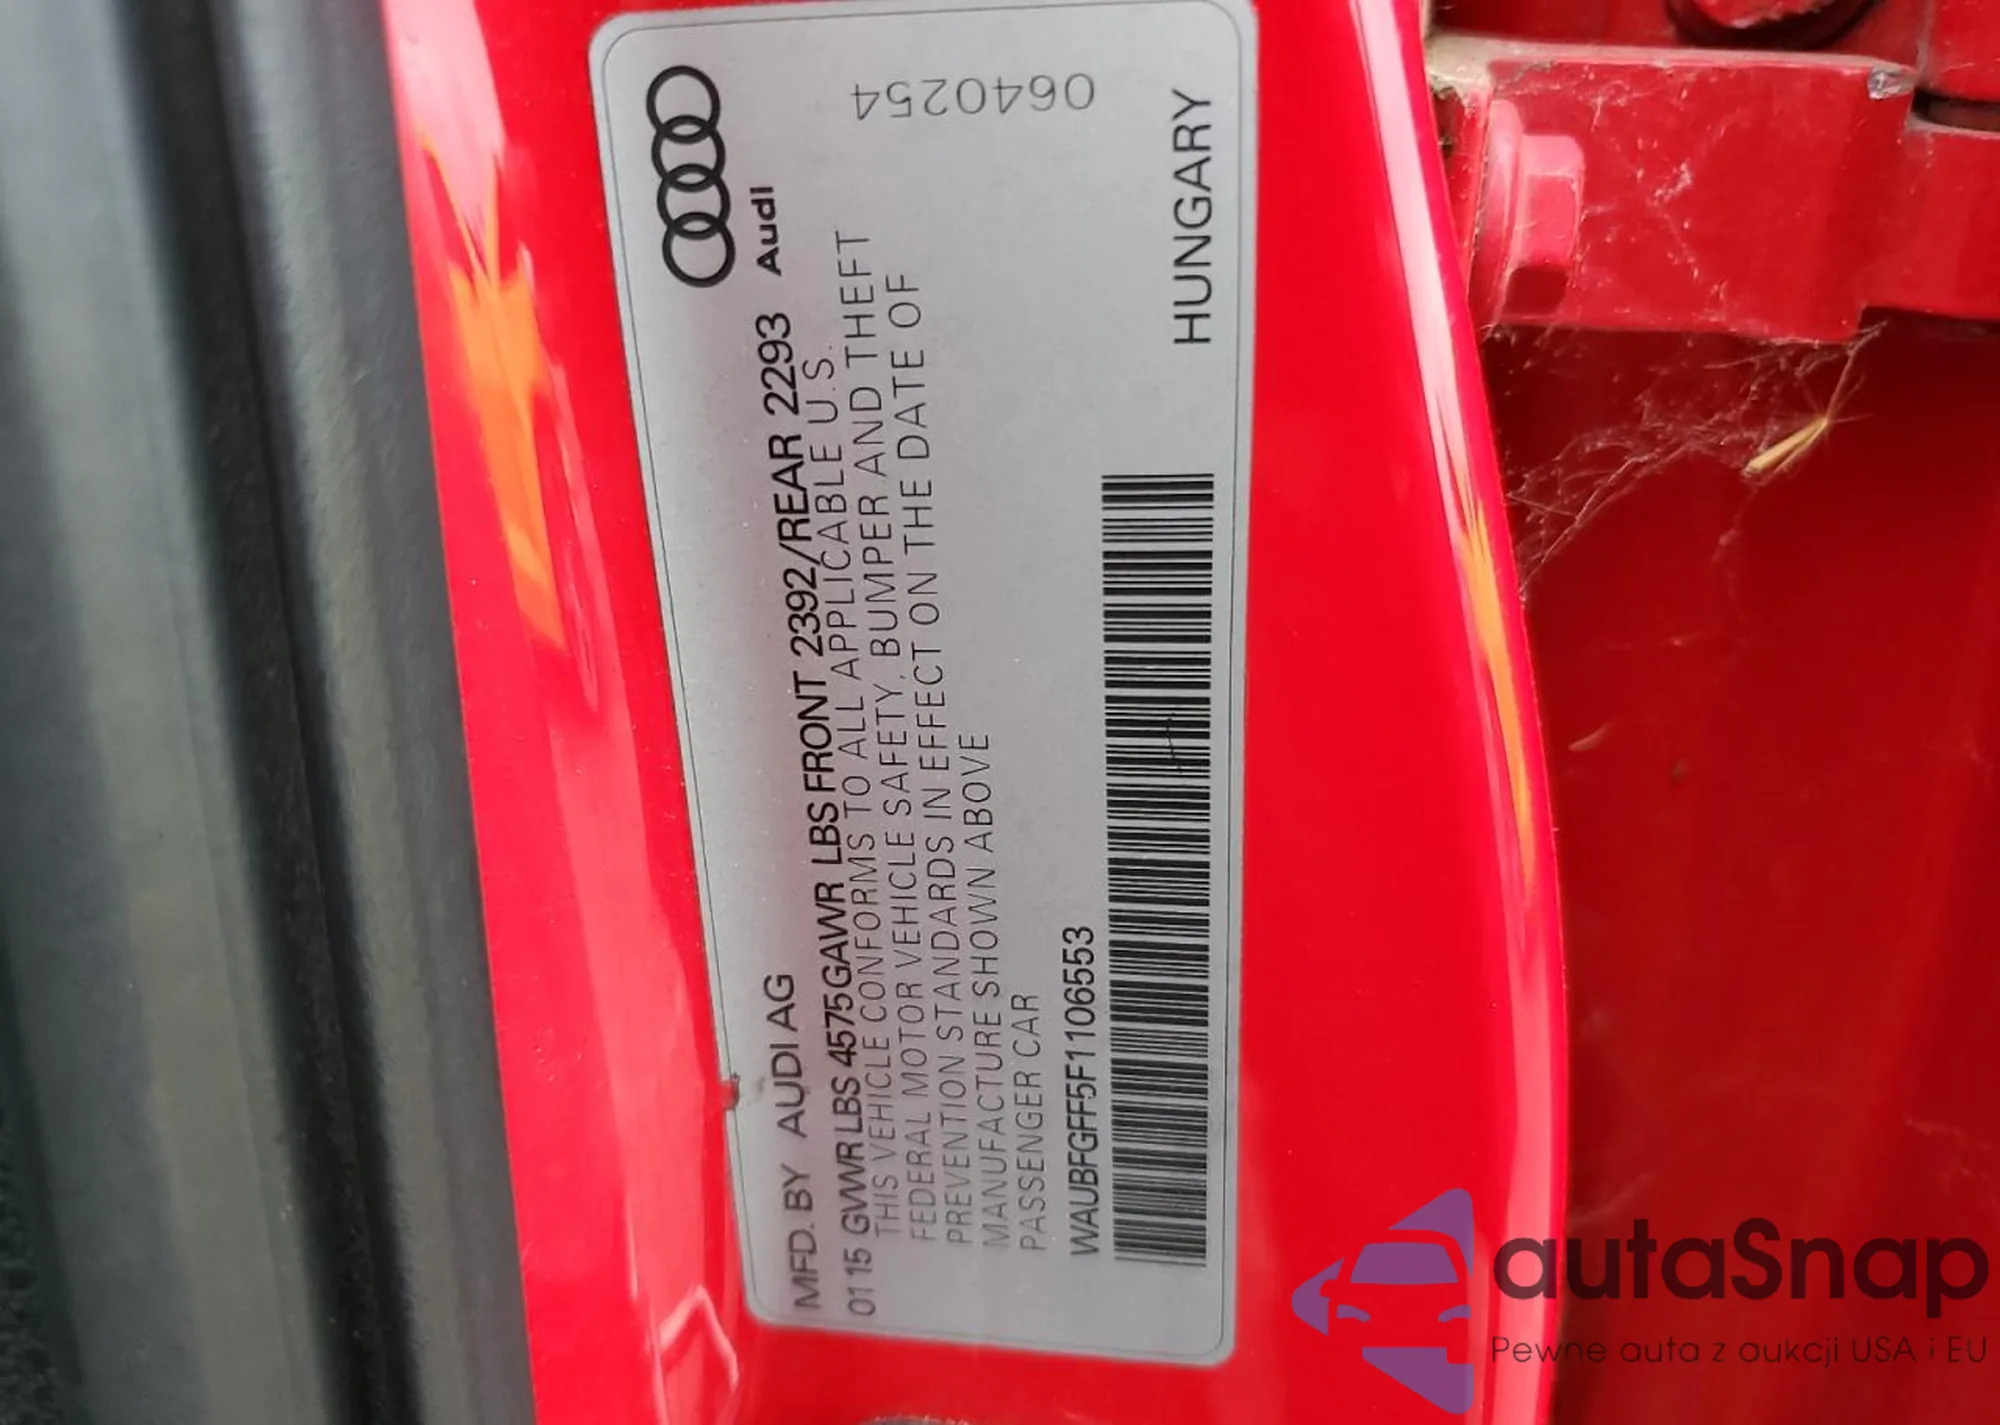 MFD. BY AUDI AG
Audi
01 15 GVWR LBS 4575 GAWR LBS FRONT 2392/REAR 2293
THIS VEHICLE CONFORMS TO ALL APPLICABLE U.S.
FEDERAL MOTOR VEHICLE SAFETY, BUMPER AND THEFT
PREVENTION STANDARDS IN EFFECT ON THE DATE OF
MANUFACTURE SHOWN ABOVE
PASSENGER CAR
0640254
WAUBFGFF5F1106553
HUNGARY
autaSnap
Pewne auta z aukcji USA i EU